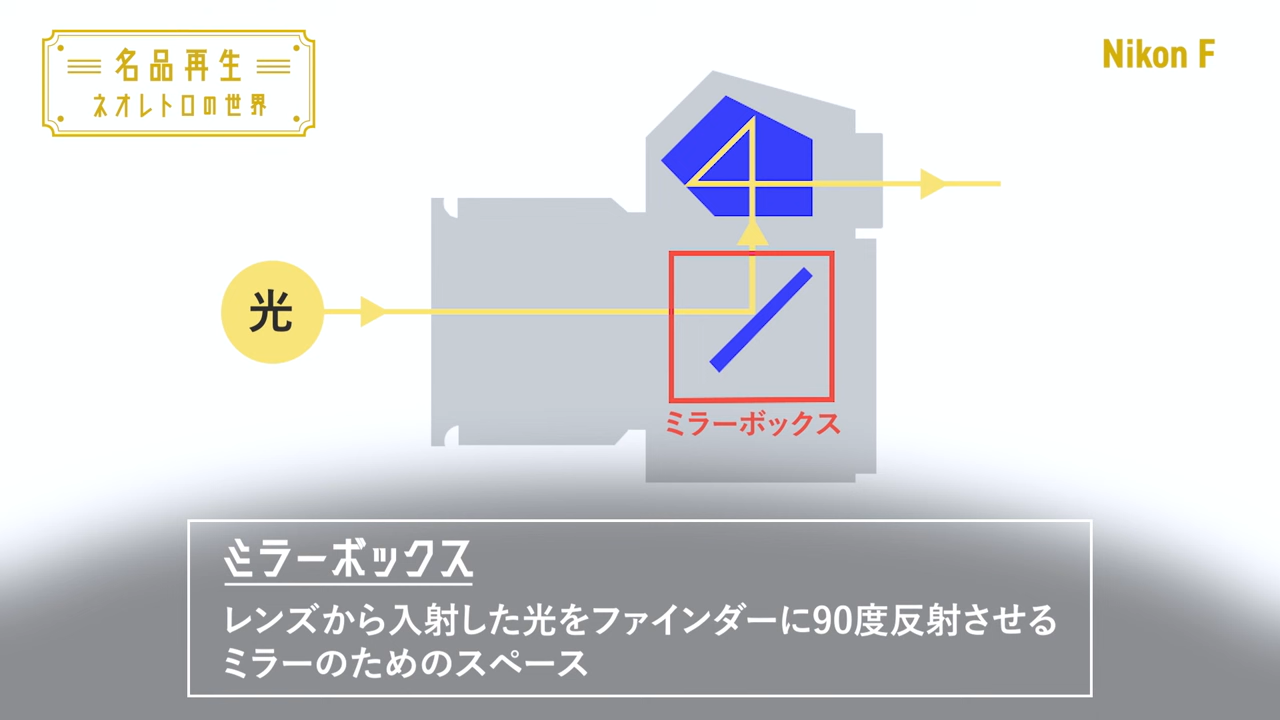 名品再生
ネオレトロの世界
Nikon F
光
ミラーボックス
ミラーボックス
レンズから入射した光をファインダーに90度反射させる
ミラーのためのスペース